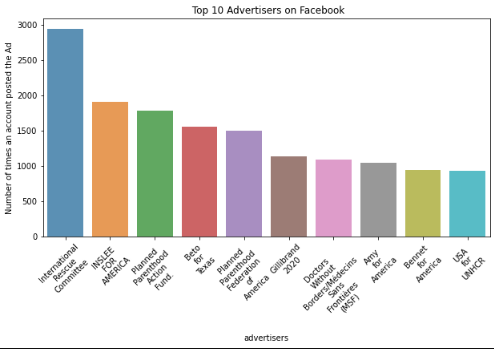 Top 10 Advertisers on Facebook
Number of times an account posted the Ad
3000
2500
2000
1500
1000
500
0
International
Rescue
Committee
INSLEE
FOR
AMERICA
Planned
Parenthood
Action
Fund.
Beto
for
Texas
Planned
Parenthood
Federation
of
America
Gillibrand
2020
Doctors
Without
Borders/Médecins
Sans
Frontières
(MSF)
Amy
for
America
Bennet
for
America
USA
for
UNHCR
advertisers